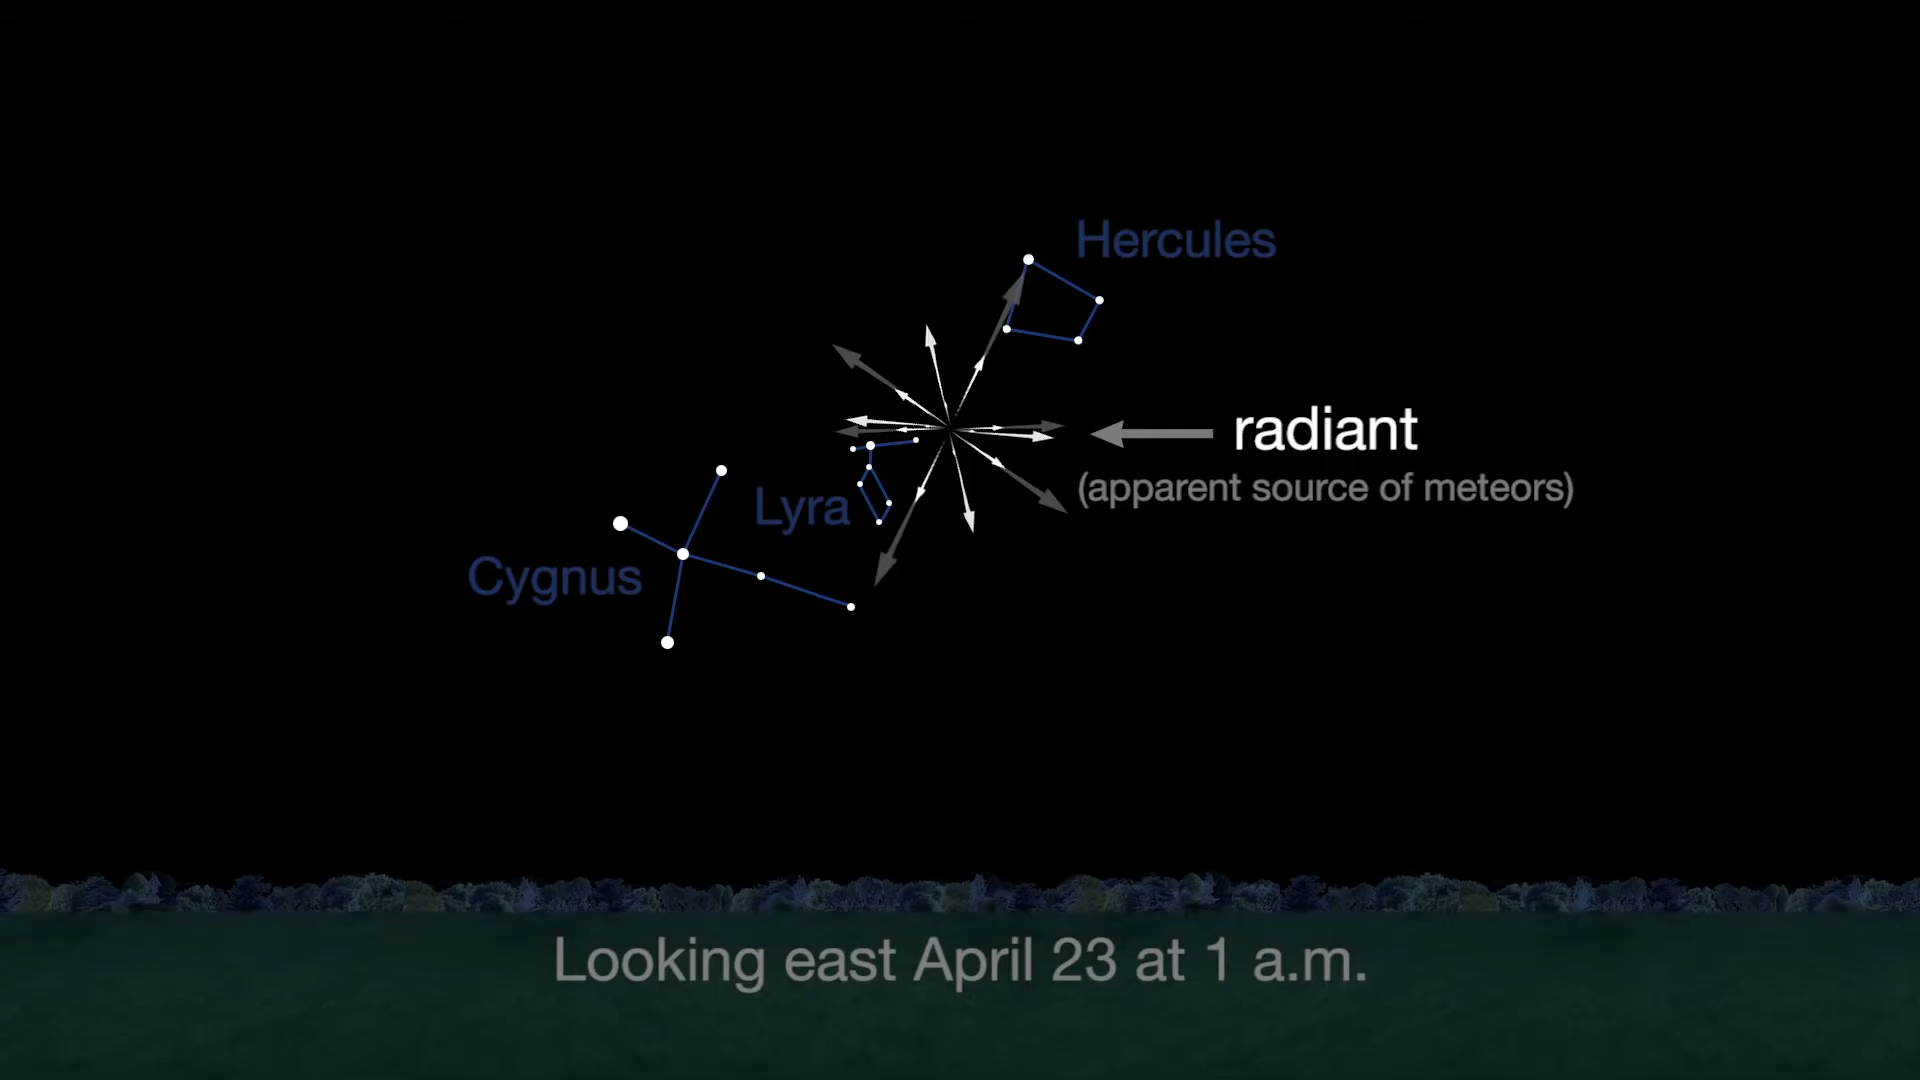 Hercules
radiant
(apparent source of meteors)
Lyra
Cygnus
Looking east April 23 at 1 a.m.